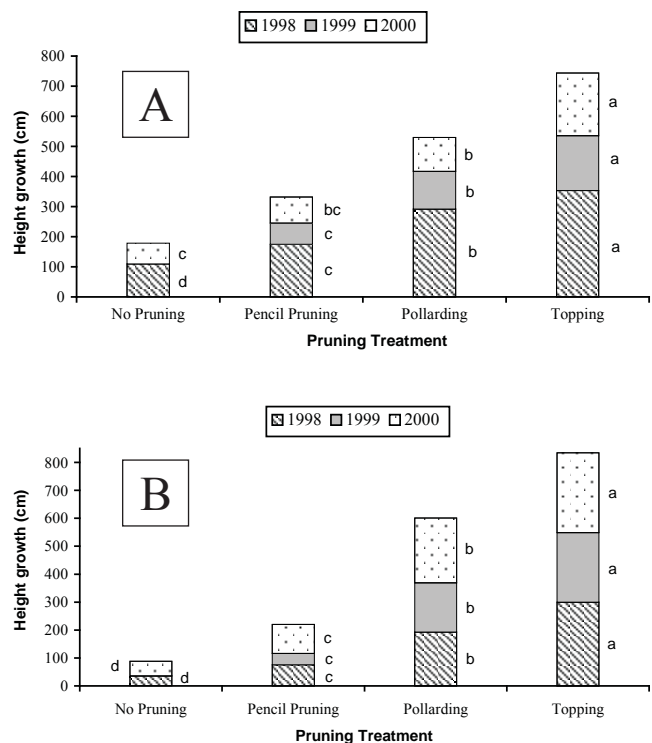 1998 1999 2000
A
Height growth (cm)
800
700
600
500
400
300
200
100
0
c
d
bc
c
c
b
b
b
a
a
a
No Pruning Pencil Pruning Pollarding Topping
Pruning Treatment
1998 1999 2000
B
Height growth (cm)
800
700
600
500
400
300
200
100
0
d
d
c
c
c
b
b
b
a
a
a
No Pruning Pencil Pruning Pollarding Topping
Pruning Treatment